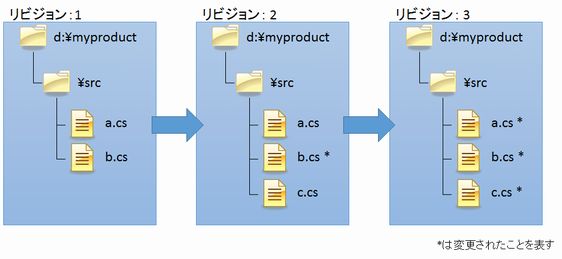 リビジョン：1
d:¥myproduct
¥src
a.cs
b.cs
リビジョン：2
d:¥myproduct
¥src
a.cs
b.cs *
c.cs
リビジョン：3
d:¥myproduct
¥src
a.cs *
b.cs *
c.cs *
*は変更されたことを表す